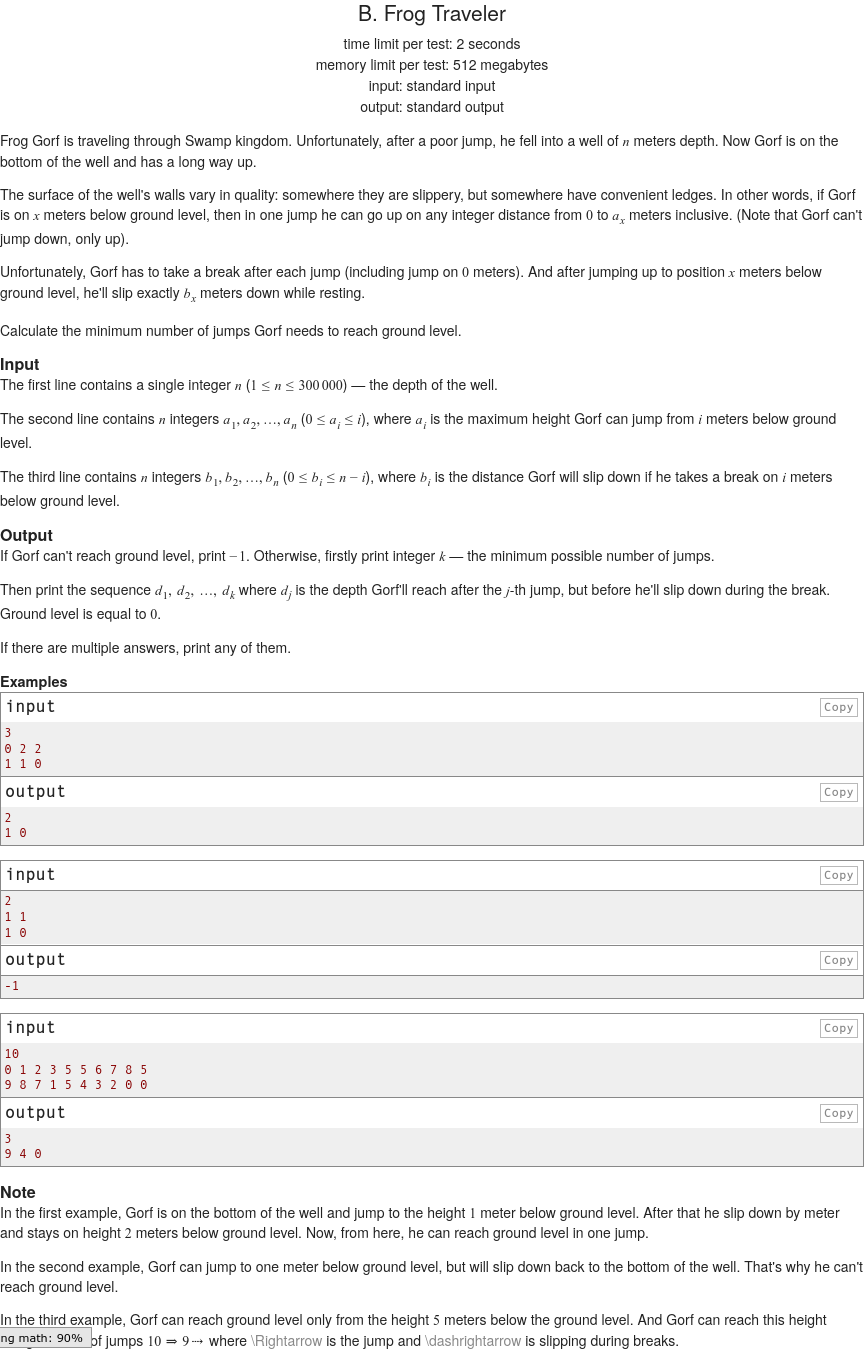 B. Frog Traveler
time limit per test: 2 seconds
memory limit per test: 512 megabytes
input: standard input
output: standard output
Frog Gorf is traveling through Swamp kingdom. Unfortunately, after a poor jump, he fell into a well of n meters depth. Now Gorf is on the
bottom of the well and has a long way up.
The surface of the well's walls vary in quality: somewhere they are slippery, but somewhere have convenient ledges. In other words, if Gorf
is on x meters below ground level, then in one jump he can go up on any integer distance from 0 to a_x meters inclusive. (Note that Gorf can't
jump down, only up).
Unfortunately, Gorf has to take a break after each jump (including jump on 0 meters). And after jumping up to position x meters below
ground level, he'll slip exactly b_x meters down while resting.
Calculate the minimum number of jumps Gorf needs to reach ground level.
Input
The first line contains a single integer n (1 ≤ n ≤ 300 000) — the depth of the well.
The second line contains n integers a_1, a_2, …, a_n (0 ≤ a_i ≤ i), where a_i is the maximum height Gorf can jump from i meters below ground
level.
The third line contains n integers b_1, b_2, …, b_n (0 ≤ b_i ≤ n − i), where b_i is the distance Gorf will slip down if he takes a break on i meters
below ground level.
Output
If Gorf can't reach ground level, print −1. Otherwise, firstly print integer k — the minimum possible number of jumps.
Then print the sequence d_1, d_2, …, d_k where d_j is the depth Gorf'll reach after the j-th jump, but before he'll slip down during the break.
Ground level is equal to 0.
If there are multiple answers, print any of them.
Examples
input Copy
3
0 2 2
1 1 0
output Copy
2
1 0
input Copy
2
1 1
1 0
output Copy
-1
input Copy
10
0 1 2 3 5 5 6 7 8 5
9 8 7 1 5 4 3 2 0 0
output Copy
3
9 4 0
Note
In the first example, Gorf is on the bottom of the well and jump to the height 1 meter below ground level. After that he slip down by meter
and stays on height 2 meters below ground level. Now, from here, he can reach ground level in one jump.
In the second example, Gorf can jump to one meter below ground level, but will slip down back to the bottom of the well. That's why he can't
reach ground level.
In the third example, Gorf can reach ground level only from the height 5 meters below the ground level. And Gorf can reach this height
ng math: 90% of jumps 10 ⇒ 9 ⇢ where \Rightarrow is the jump and \dashrightarrow is slipping during breaks.